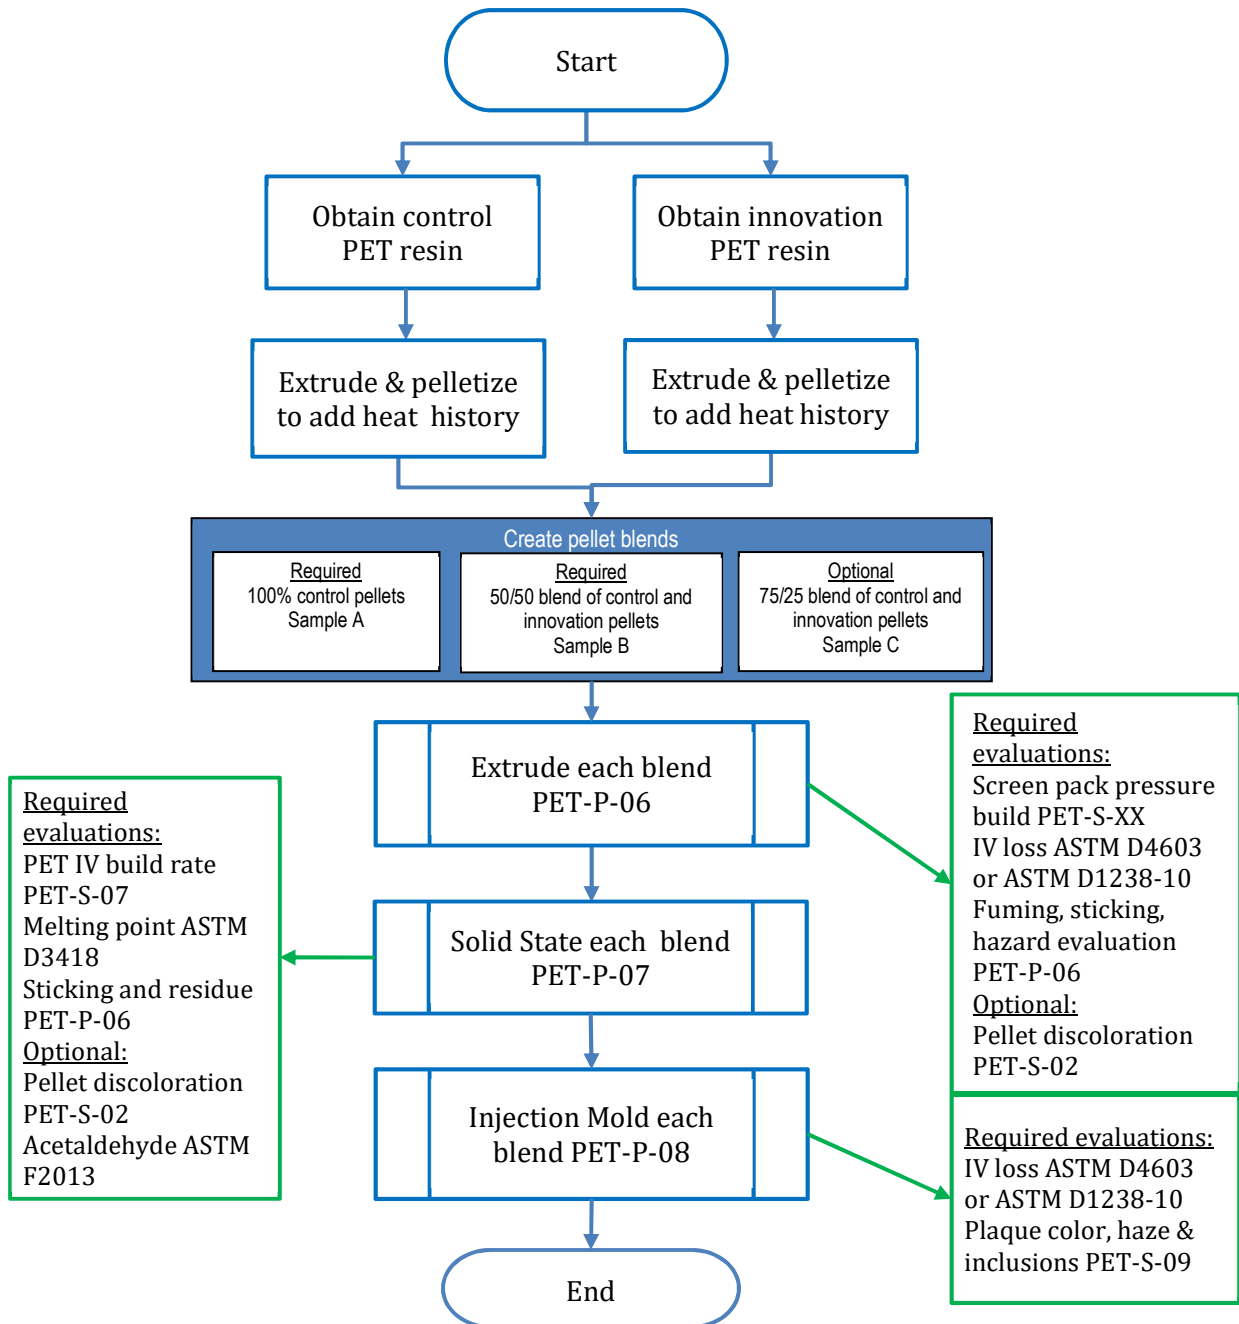 Start
Obtain control
PET resin
Obtain innovation
PET resin
Extrude & pelletize
to add heat  history
Extrude & pelletize
to add heat history
Create pellet blends
Required
100% control pellets
Sample A
Required
50/50 blend of control and
innovation pellets
Sample B
Optional
75/25 blend of control and
innovation pellets
Sample C
Extrude each blend
PET-P-06
Required
evaluations:
Screen pack pressure
build PET-S-XX
IV loss ASTM D4603
or ASTM D1238-10
Fuming, sticking,
hazard evaluation
PET-P-06
Optional:
Pellet discoloration
PET-S-02
Solid State each  blend
PET-P-07
Required
evaluations:
PET IV build rate
PET-S-07
Melting point ASTM
D3418
Sticking and residue
PET-P-06
Optional:
Pellet discoloration
PET-S-02
Acetaldehyde ASTM
F2013
Injection Mold each
blend PET-P-08
Required evaluations:
IV loss ASTM D4603
or ASTM D1238-10
Plaque color, haze &
inclusions PET-S-09
End